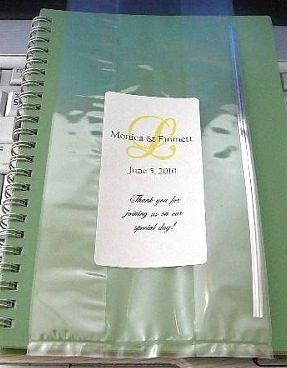 L
Monica & Emmett
June 5, 2010
Thank you for
joining us on our
special day!